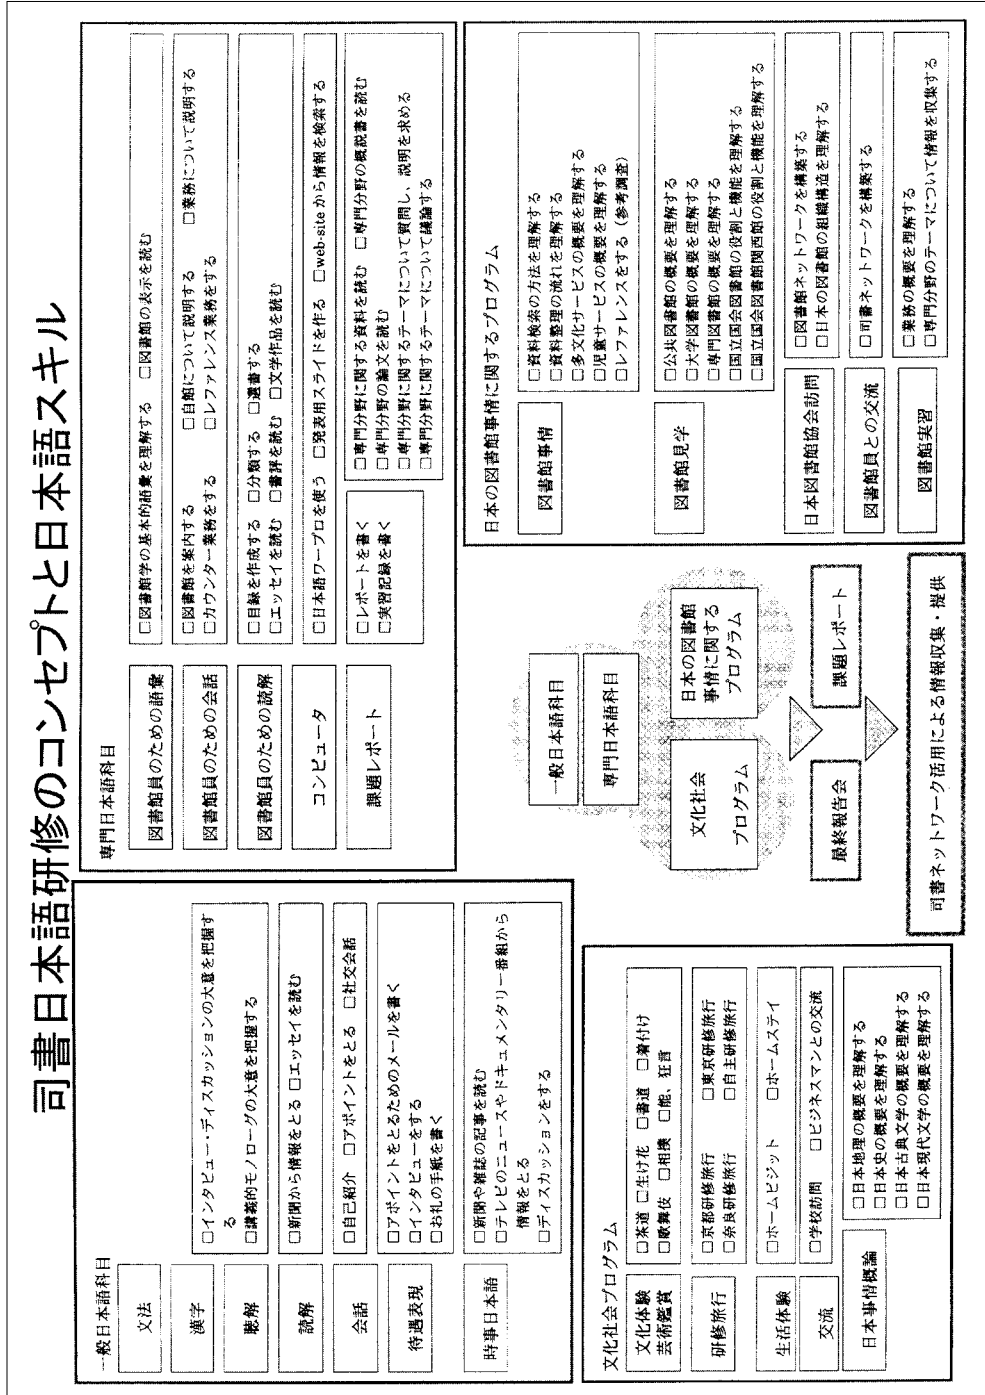 司書日本語研修のコンセプトと日本語スキル
一般日本語科目
文法
漢字
聴解
□インタビュー・ディスカッションの大意を把握す
る
□講義的モノローグの大意を把握する
読解
□新聞から情報をとる □エッセイを読む
会話
□自己紹介 □アポイントをとる □社交会話
待遇表現
□アポイントをとるためのメールを書く
□インタビューをする
□お礼の手紙を書く
時事日本語
□新聞や雑誌の記事を読む
□テレビのニュースやドキュメンタリー番組から
情報をとる
□ディスカッションをする
専門日本語科目
図書館員のための語彙
□図書館学の基本的語彙を理解する □図書館の表示を読む
図書館員のための会話
□図書館を案内する □自館について説明する □業務について説明する
□カウンター業務をする □レファレンス業務をする
図書館員のための読解
□目録を作成する □分類する □選書する
□エッセイを読む □書評を読む □文学作品を読む
コンピュータ
□日本語ワープロを使う □発表用スライドを作る □web-siteから情報を検索する
課題レポート
□レポートを書く
□実習記録を書く
□専門分野に関する資料を読む □専門分野の概説書を読む
□専門分野の論文を読む
□専門分野に関するテーマについて質問し、説明を求める
□専門分野に関するテーマについて議論する
文化社会プログラム
文化体験
芸術鑑賞
□茶道 □生け花 □書道 □着付け
□歌舞伎 □相撲 □能、狂言
研修旅行
□京都研修旅行 □東京研修旅行
□奈良研修旅行 □自主研修旅行
生活体験
□ホームビジット □ホームステイ
交流
□学校訪問 □ビジネスマンとの交流
日本事情概論
□日本地理の概要を理解する
□日本史の概要を理解する
□日本古典文学の概要を理解する
□日本現代文学の概要を理解する
一般日本語科目
専門日本語科目
文化社会
プログラム
日本の図書館
事情に関する
プログラム
最終報告会
課題レポート
司書ネットワーク活用による情報収集・提供
日本の図書館事情に関するプログラム
図書館事情
□資料検索の方法を理解する
□資料整理の流れを理解する
□多文化サービスの概要を理解する
□児童サービスの概要を理解する
□レファレンスをする（参考調査）
図書館見学
□公共図書館の概要を理解する
□大学図書館の概要を理解する
□専門図書館の概要を理解する
□国立国会図書館の役割と機能を理解する
□国立国会図書館関西館の役割と機能を理解する
日本図書館協会訪問
□図書館ネットワークを構築する
□日本の図書館の組織構造を理解する
図書館員との交流
□司書ネットワークを構築する
図書館実習
□業務の概要を理解する
□専門分野のテーマについて情報を収集する